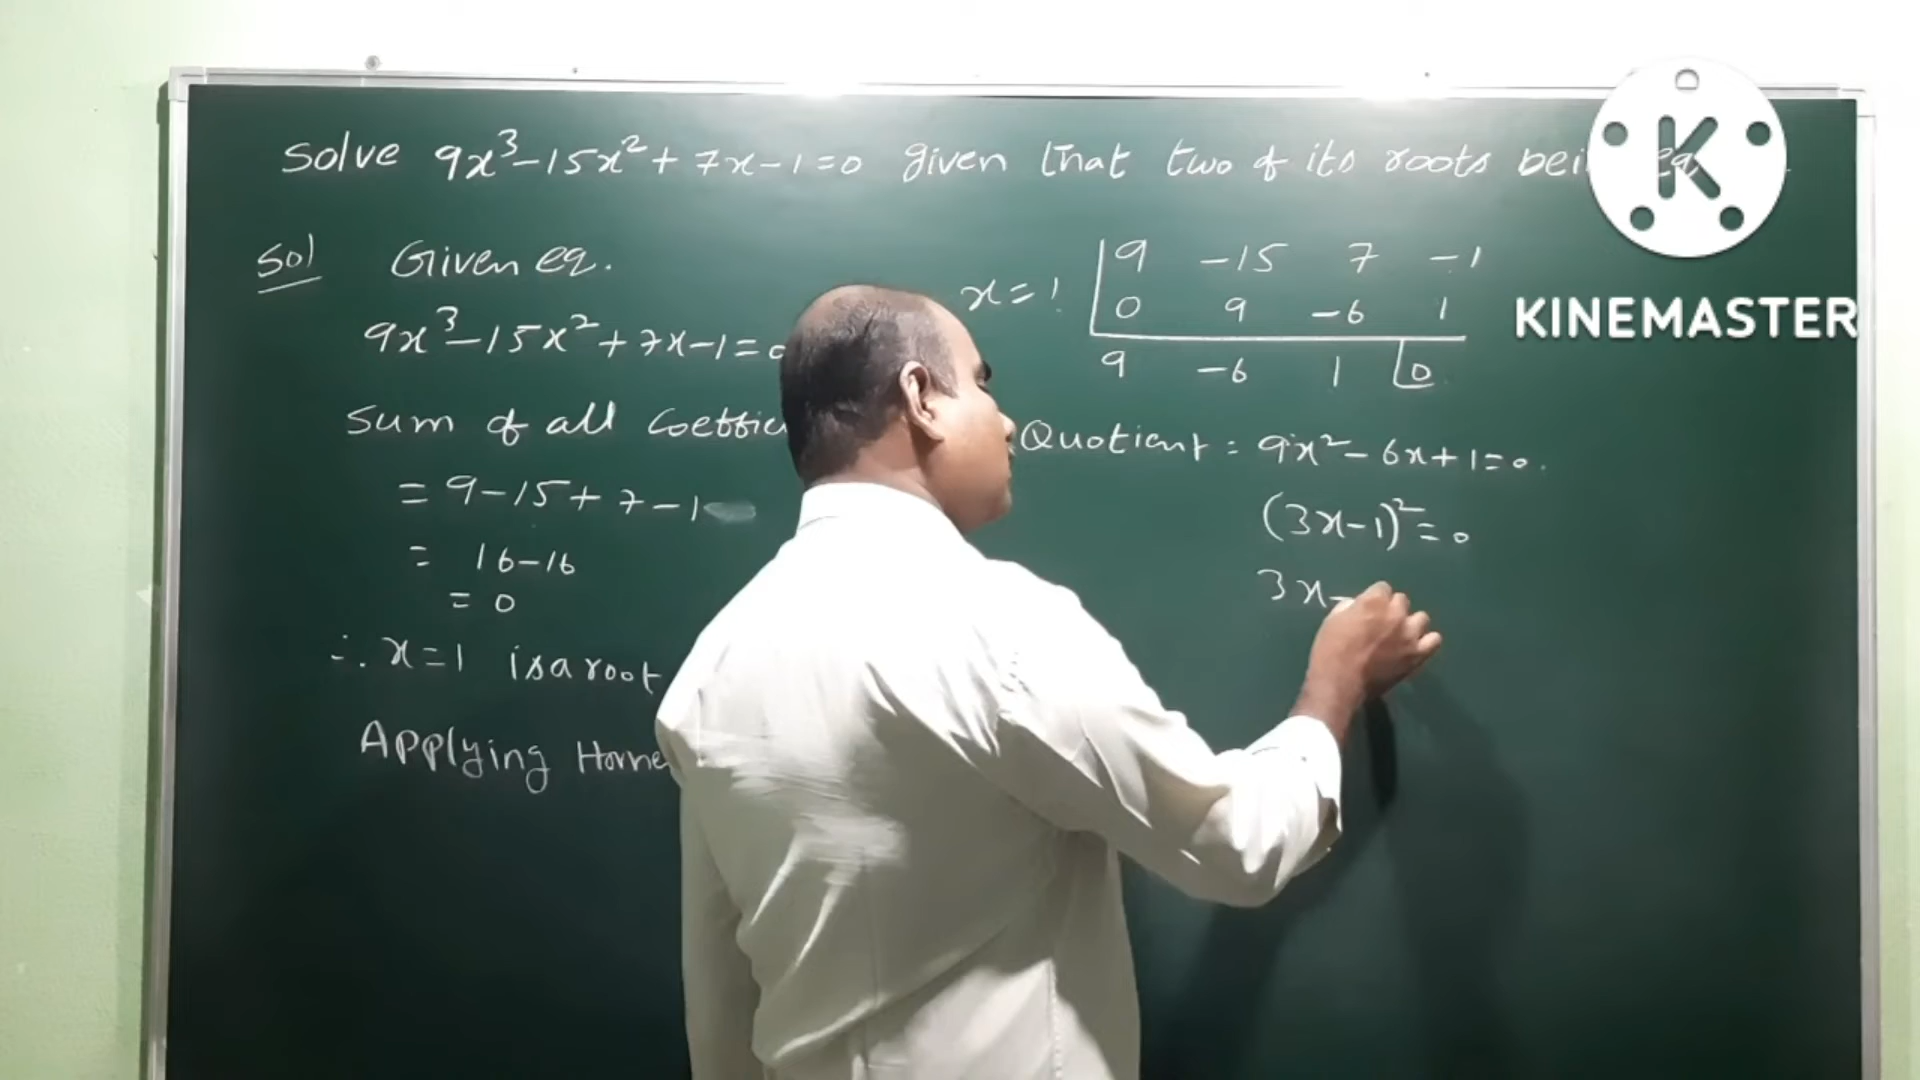 Solve 9x³-15x²+7x-1=0 given that two of its roots bei
Sol Given eq.
9x³-15x²+7x-1=0
Sum of all Coeffici
= 9-15+7-1
= 16-16
= 0
∴ x=1 is a root
Applying Horne
x=1 9 -15 7 -1
0 9 -6 1
9 -6 1 0
Quotient = 9x²-6x+1=0.
(3x-1)²=0
3x-
K
KINEMASTER